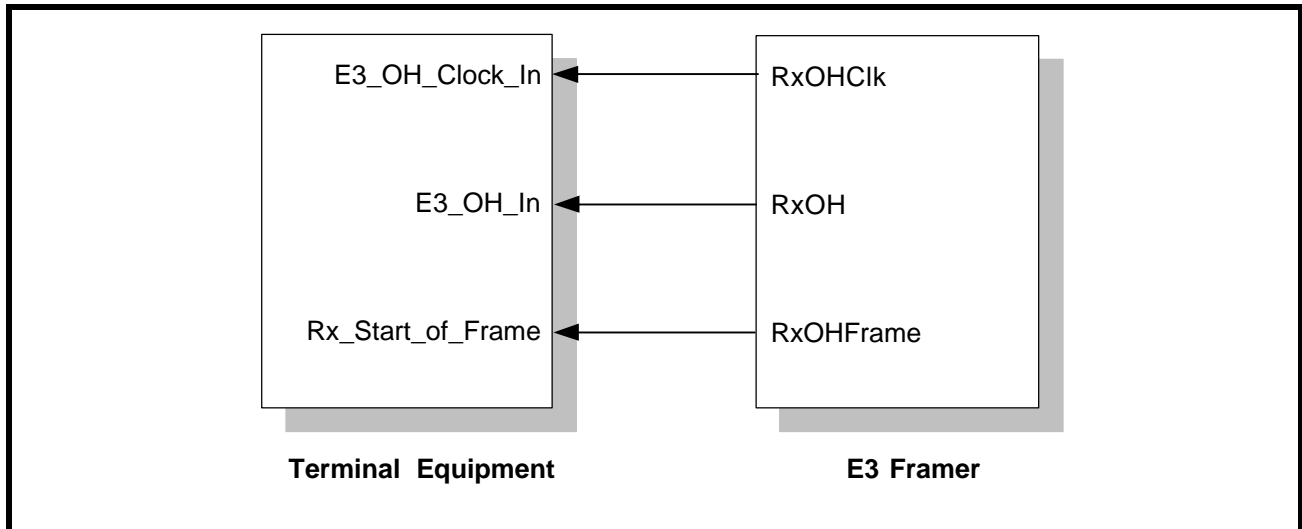 E3_OH_Clock_In
RxOHClk
E3_OH_In
RxOH
Rx_Start_of_Frame
RxOHFrame
Terminal Equipment
E3 Framer